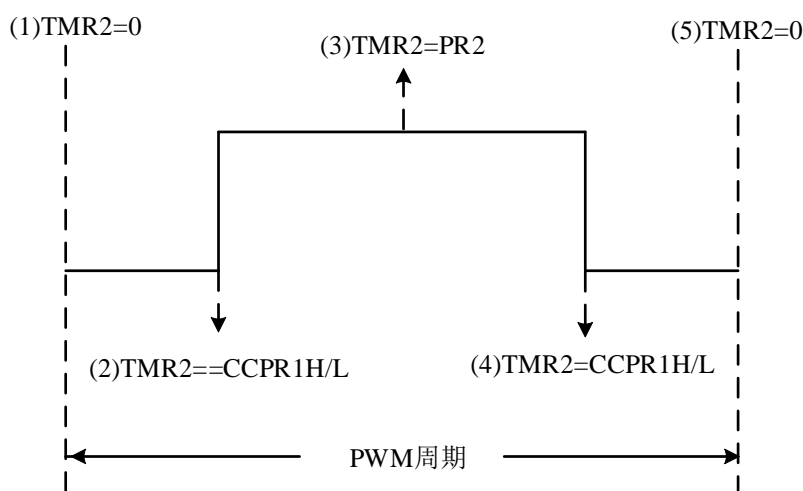 (1)TMR2=0
(3)TMR2=PR2
(5)TMR2=0
(2)TMR2==CCPR1H/L
(4)TMR2=CCPR1H/L
PWM周期